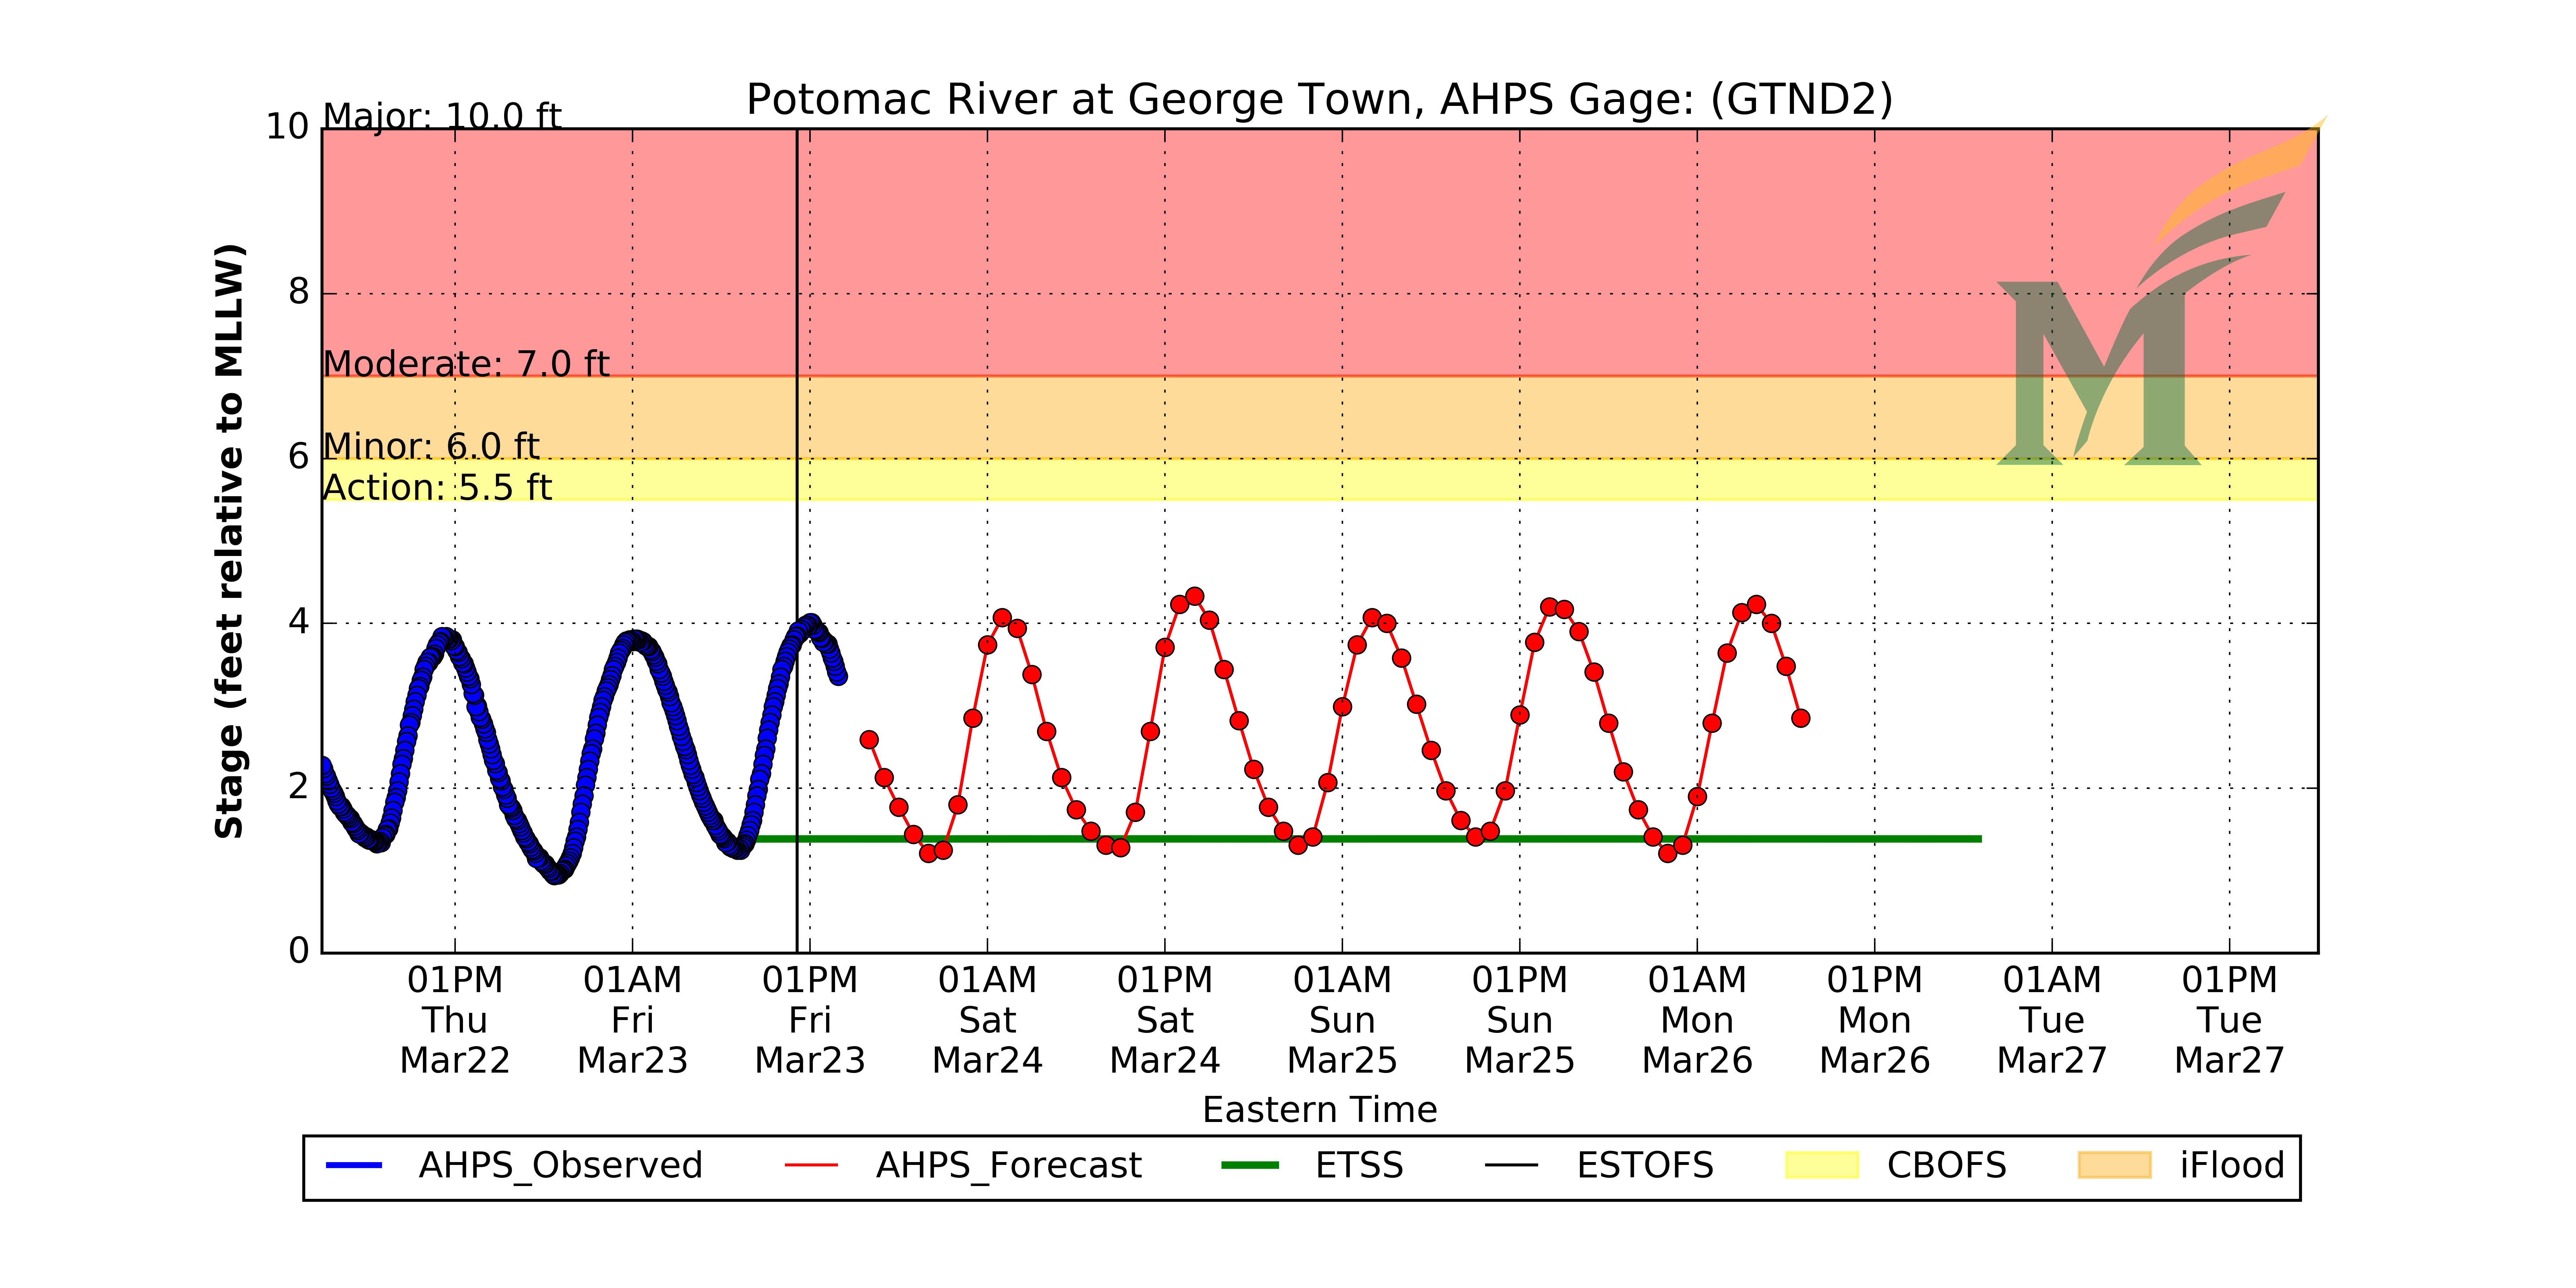 Potomac River at George Town, AHPS Gage: (GTND2)
Major: 10.0 ft
Moderate: 7.0 ft
Minor: 6.0 ft
Action: 5.5 ft
Stage (feet relative to MLLW)
10
8
6
4
2
0
01PM 01AM 01PM 01AM 01PM 01AM 01PM 01AM 01PM 01AM 01PM
Thu Fri Fri Sat Sat Sun Sun Mon Mon Tue Tue
Mar22 Mar23 Mar23 Mar24 Mar24 Mar25 Mar25 Mar26 Mar26 Mar27 Mar27
Eastern Time
AHPS_Observed AHPS_Forecast ETSS ESTOFS CBOFS iFlood
M